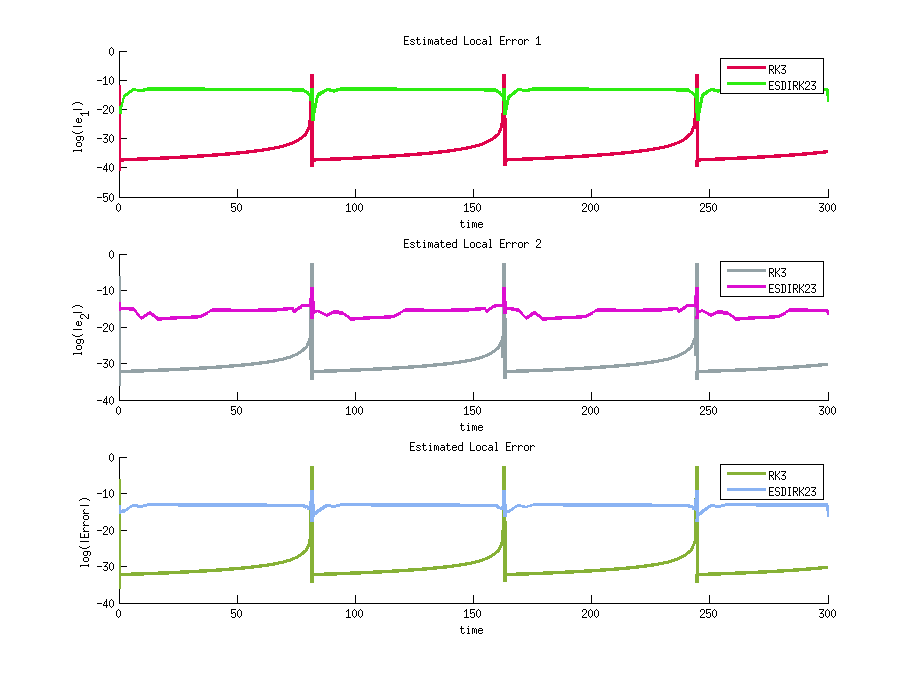 Estimated Local Error 1
log(|e1|)
0
-10
-20
-30
-40
-50
RK3
ESDIRK23
0 50 100 150 200 250 300
time
Estimated Local Error 2
log(|e2|)
0
-10
-20
-30
-40
RK3
ESDIRK23
0 50 100 150 200 250 300
time
Estimated Local Error
log(|Error|)
0
-10
-20
-30
-40
RK3
ESDIRK23
0 50 100 150 200 250 300
time